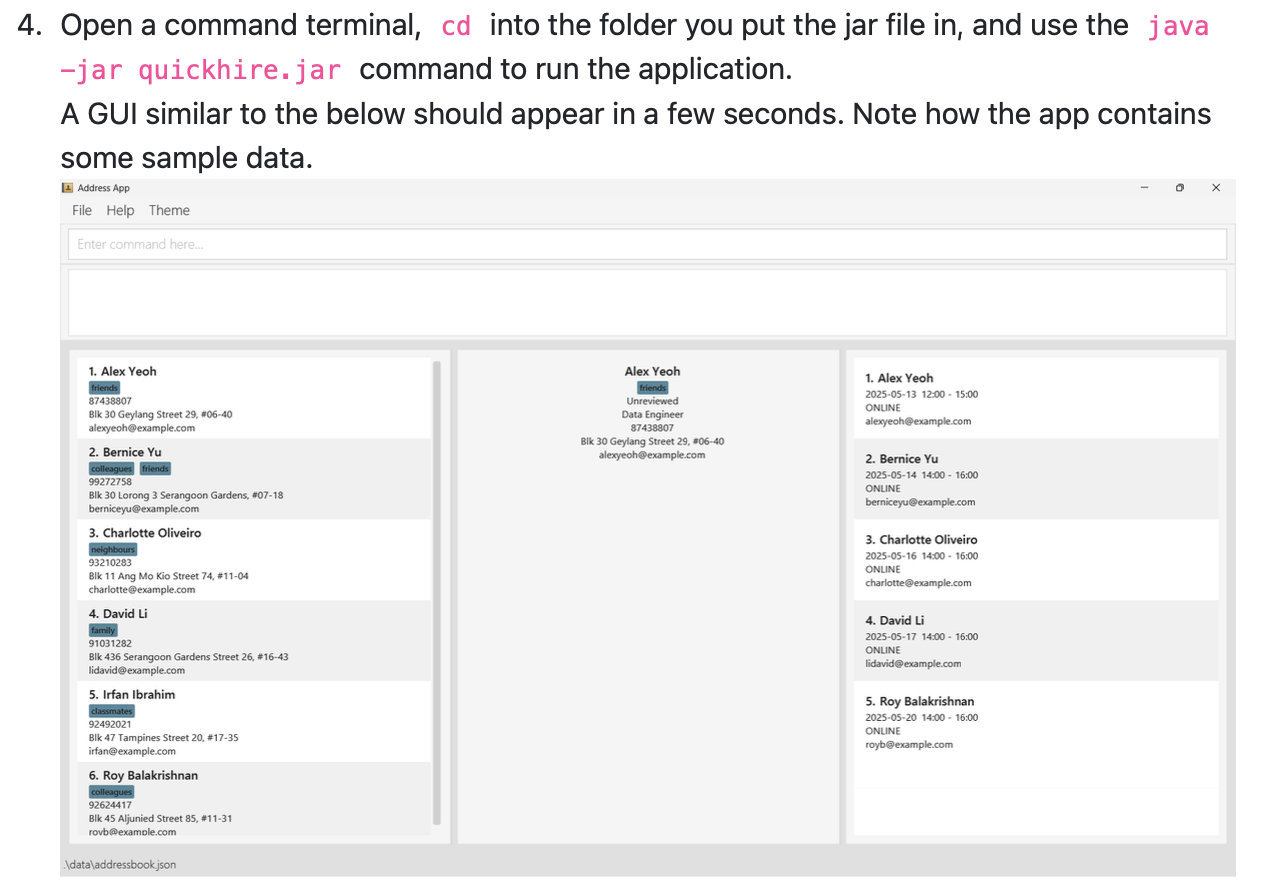 4. Open a command terminal, cd into the folder you put the jar file in, and use the java
-jar quickhire.jar command to run the application.
A GUI similar to the below should appear in a few seconds. Note how the app contains
some sample data.
Address App
File Help Theme
Enter command here...
1. Alex Yeoh
friends
87438807
Blk 30 Geylang Street 29, #06-40
alexyeoh@example.com
2. Bernice Yu
colleagues friends
99272758
Blk 30 Lorong 3 Serangoon Gardens, #07-18
berniceyu@example.com
3. Charlotte Oliveiro
neighbours
93210283
Blk 11 Ang Mo Kio Street 74, #11-04
charlotte@example.com
4. David Li
family
91031282
Blk 436 Serangoon Gardens Street 26, #16-43
lidavid@example.com
5. Irfan Ibrahim
classmates
92492021
Blk 47 Tampines Street 20, #17-35
irfan@example.com
6. Roy Balakrishnan
colleagues
92624417
Blk 45 Aljunied Street 85, #11-31
royb@example.com
Alex Yeoh
friends
Unreviewed
Data Engineer
87438807
Blk 30 Geylang Street 29, #06-40
alexyeoh@example.com
1. Alex Yeoh
2025-05-13 12:00 - 15:00
ONLINE
alexyeoh@example.com
2. Bernice Yu
2025-05-14 14:00 - 16:00
ONLINE
berniceyu@example.com
3. Charlotte Oliveiro
2025-05-16 14:00 - 16:00
ONLINE
charlotte@example.com
4. David Li
2025-05-17 14:00 - 16:00
ONLINE
lidavid@example.com
5. Roy Balakrishnan
2025-05-20 14:00 - 16:00
ONLINE
royb@example.com
.\data\addressbook.json